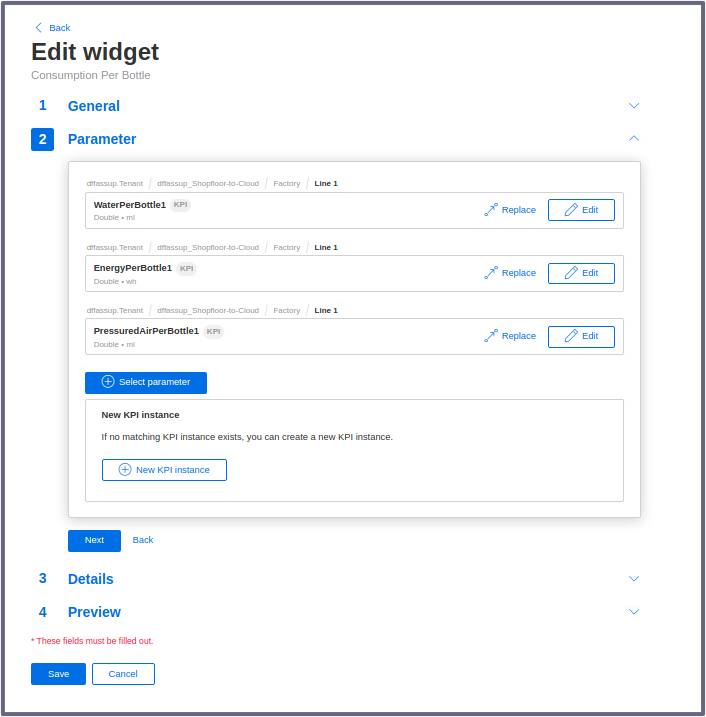 Back
Edit widget
Consumption Per Bottle
1 General
2 Parameter
dffassup.Tenant / dffassup_Shopfloor-to-Cloud / Factory / Line 1
WaterPerBottle1 KPI
Double • ml
Replace Edit
dffassup.Tenant / dffassup_Shopfloor-to-Cloud / Factory / Line 1
EnergyPerBottle1 KPI
Double • wh
Replace Edit
dffassup.Tenant / dffassup_Shopfloor-to-Cloud / Factory / Line 1
PressuredAirPerBottle1 KPI
Double • ml
Replace Edit
Select parameter
New KPI instance
If no matching KPI instance exists, you can create a new KPI instance.
New KPI instance
Next Back
3 Details
4 Preview
* These fields must be filled out.
Save Cancel